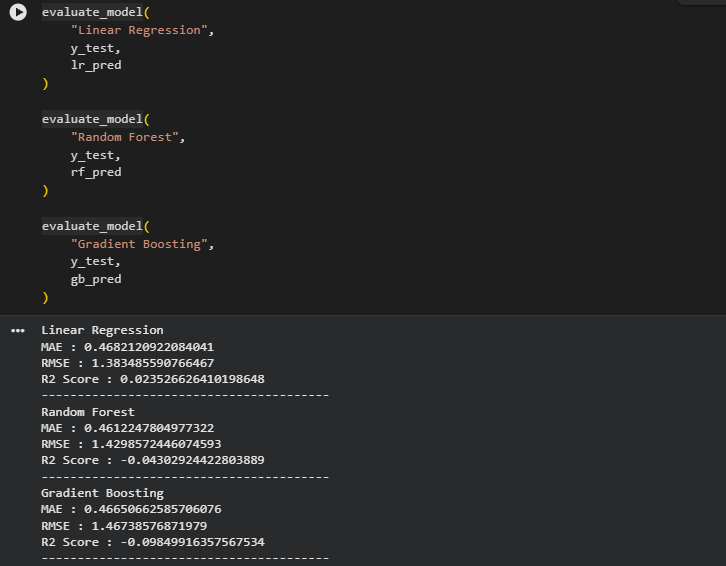 evaluate_model(
    "Linear Regression",
    y_test,
    lr_pred
)
evaluate_model(
    "Random Forest",
    y_test,
    rf_pred
)
evaluate_model(
    "Gradient Boosting",
    y_test,
    gb_pred
)
Linear Regression
MAE : 0.4682120922084041
RMSE : 1.383485590766467
R2 Score : 0.023526626410198648
----------------------------------------
Random Forest
MAE : 0.4612247804977322
RMSE : 1.4298572446074593
R2 Score : -0.04302924422803889
----------------------------------------
Gradient Boosting
MAE : 0.46650662585706076
RMSE : 1.46738576871979
R2 Score : -0.09849916357567534
----------------------------------------